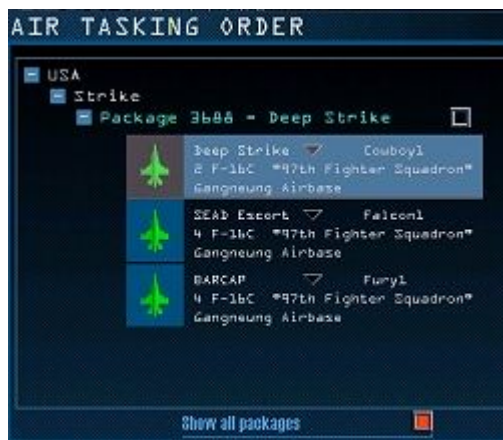 AIR TASKING ORDER
USA
Strike
Package 3688 - Deep Strike
Deep Strike Cowboy1
2 F-16C "97th Fighter Squadron"
Gangneung Airbase
SEAD Escort Falcon1
4 F-16C "97th Fighter Squadron"
Gangneung Airbase
BARCAP Fury1
4 F-16C "97th Fighter Squadron"
Gangneung Airbase
Show all packages